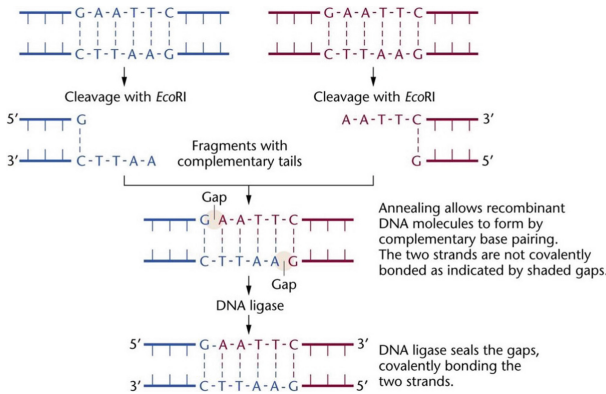 G-A-A-T-T-C
C-T-T-A-A-G
G-A-A-T-T-C
C-T-T-A-A-G
Cleavage with EcoRI
Cleavage with EcoRI
5′ G
3′ C-T-T-A-A
A-A-T-T-C 3′
G 5′
Fragments with
complementary tails
Gap
G A-A-T-T-C
C-T-T-A-A G
Gap
Annealing allows recombinant
DNA molecules to form by
complementary base pairing.
The two strands are not covalently
bonded as indicated by shaded gaps.
DNA ligase
5′ G-A-A-T-T-C 3′
3′ C-T-T-A-A-G 5′
DNA ligase seals the gaps,
covalently bonding the
two strands.